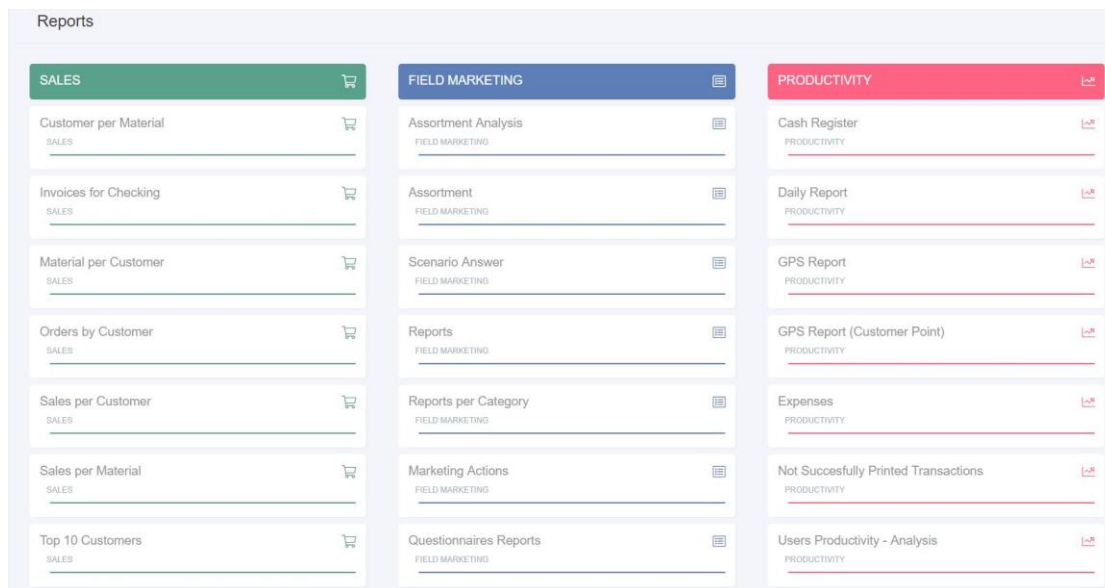 Reports
SALES
Customer per Material
SALES
Invoices for Checking
SALES
Material per Customer
SALES
Orders by Customer
SALES
Sales per Customer
SALES
Sales per Material
SALES
Top 10 Customers
SALES
FIELD MARKETING
Assortment Analysis
FIELD MARKETING
Assortment
FIELD MARKETING
Scenario Answer
FIELD MARKETING
Reports
FIELD MARKETING
Reports per Category
FIELD MARKETING
Marketing Actions
FIELD MARKETING
Questionnaires Reports
FIELD MARKETING
PRODUCTIVITY
Cash Register
PRODUCTIVITY
Daily Report
PRODUCTIVITY
GPS Report
PRODUCTIVITY
GPS Report (Customer Point)
PRODUCTIVITY
Expenses
PRODUCTIVITY
Not Succesfully Printed Transactions
PRODUCTIVITY
Users Productivity - Analysis
PRODUCTIVITY